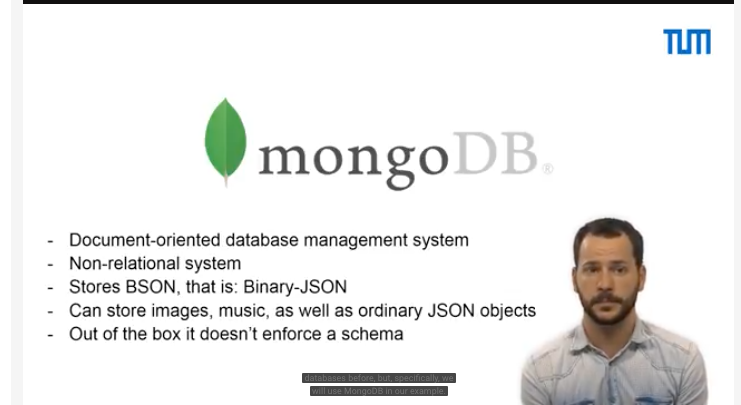 TUM
mongoDB®
- Document-oriented database management system
- Non-relational system
- Stores BSON, that is: Binary-JSON
- Can store images, music, as well as ordinary JSON objects
- Out of the box it doesn't enforce a schema
databases before, but, specifically, we
will use MongoDB in our example.